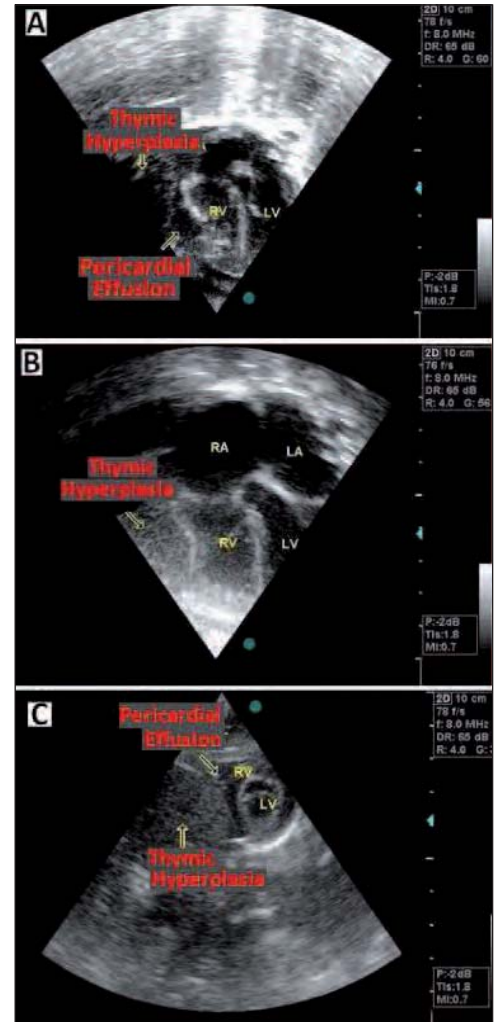 A
2D 10 cm
78 f/s
f: 8.0 MHz
DR: 65 dB
R: 4.0 G: 60
Thymic
Hyperplasia
RV
LV
Pericardial
Effusion
P:-2dB
TIs:1.8
MI:0.7
B
2D 10 cm
76 f/s
f: 8.0 MHz
DR: 65 dB
R: 4.0 G: 56
RA
LA
Thymic
Hyperplasia
RV
LV
P:-2dB
TIs:1.8
MI:0.7
C
2D 10 cm
78 f/s
f: 8.0 MHz
DR: 65 dB
R: 4.0 G:
Pericardial
Effusion
RV
LV
Thymic
Hyperplasia
P:-2dB
TIs:1.8
MI:0.7